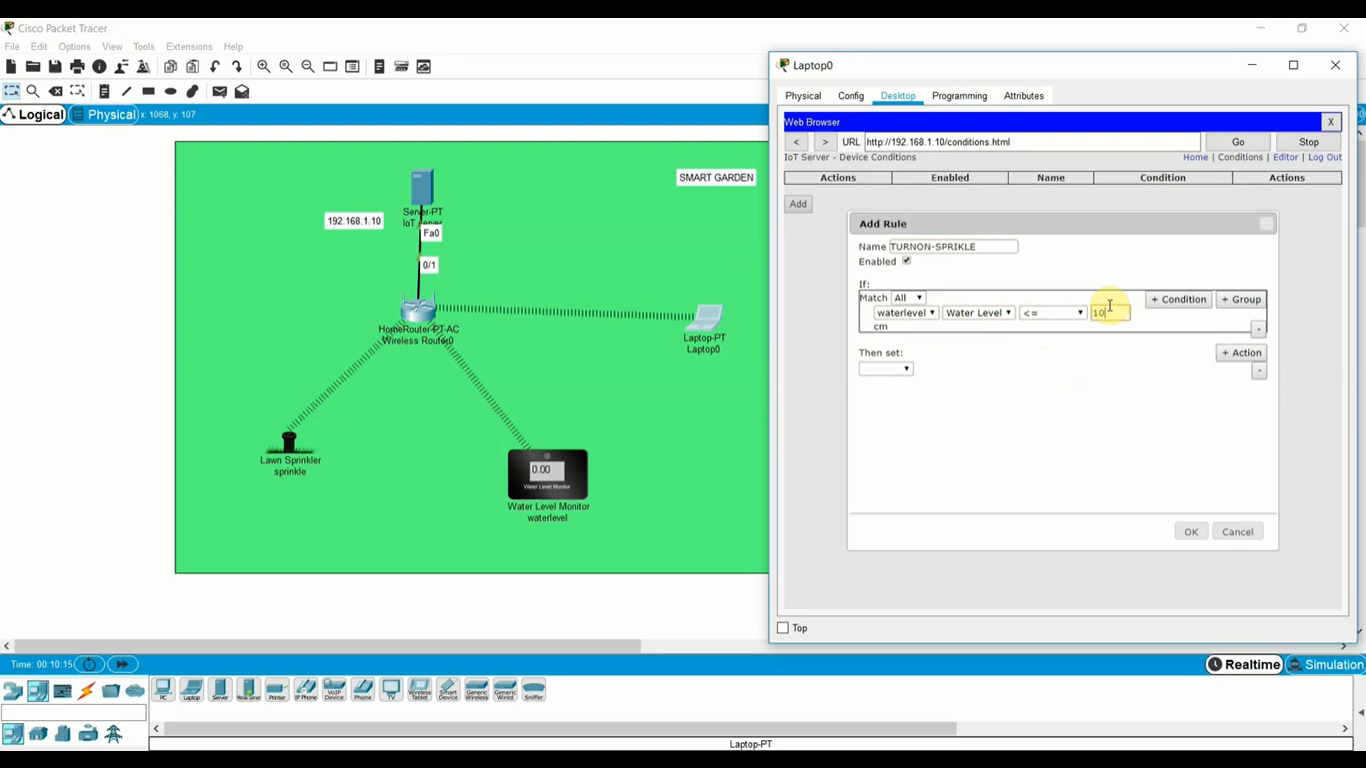 Cisco Packet Tracer
File Edit Options View Tools Extensions Help
Logical Physical x: 1068, y: 107
SMART GARDEN
Server-PT
IoT server
192.168.1.10
Fa0
0/1
HomeRouter-PT-AC
Wireless Router0
Laptop-PT
Laptop0
Lawn Sprinkler
sprinkle
0.00
Water Level Monitor
Water Level Monitor
waterlevel
Laptop0
Physical Config Desktop Programming Attributes
Web Browser X
< > URL http://192.168.1.10/conditions.html Go Stop
IoT Server - Device Conditions Home | Conditions | Editor | Log Out
Actions Enabled Name Condition Actions
Add
Add Rule
Name TURNON-SPRIKLE
Enabled
If:
Match All + Condition + Group
waterlevel Water Level <= 10
cm -
Then set: + Action
-
OK Cancel
Top
Time: 00:10:15 Realtime Simulation
PC Laptop Server Printer IP Phone VoIP Device Phone TV Wireless Tablet Smart Device Generic Wireless Generic Wired Sniffer
Laptop-PT